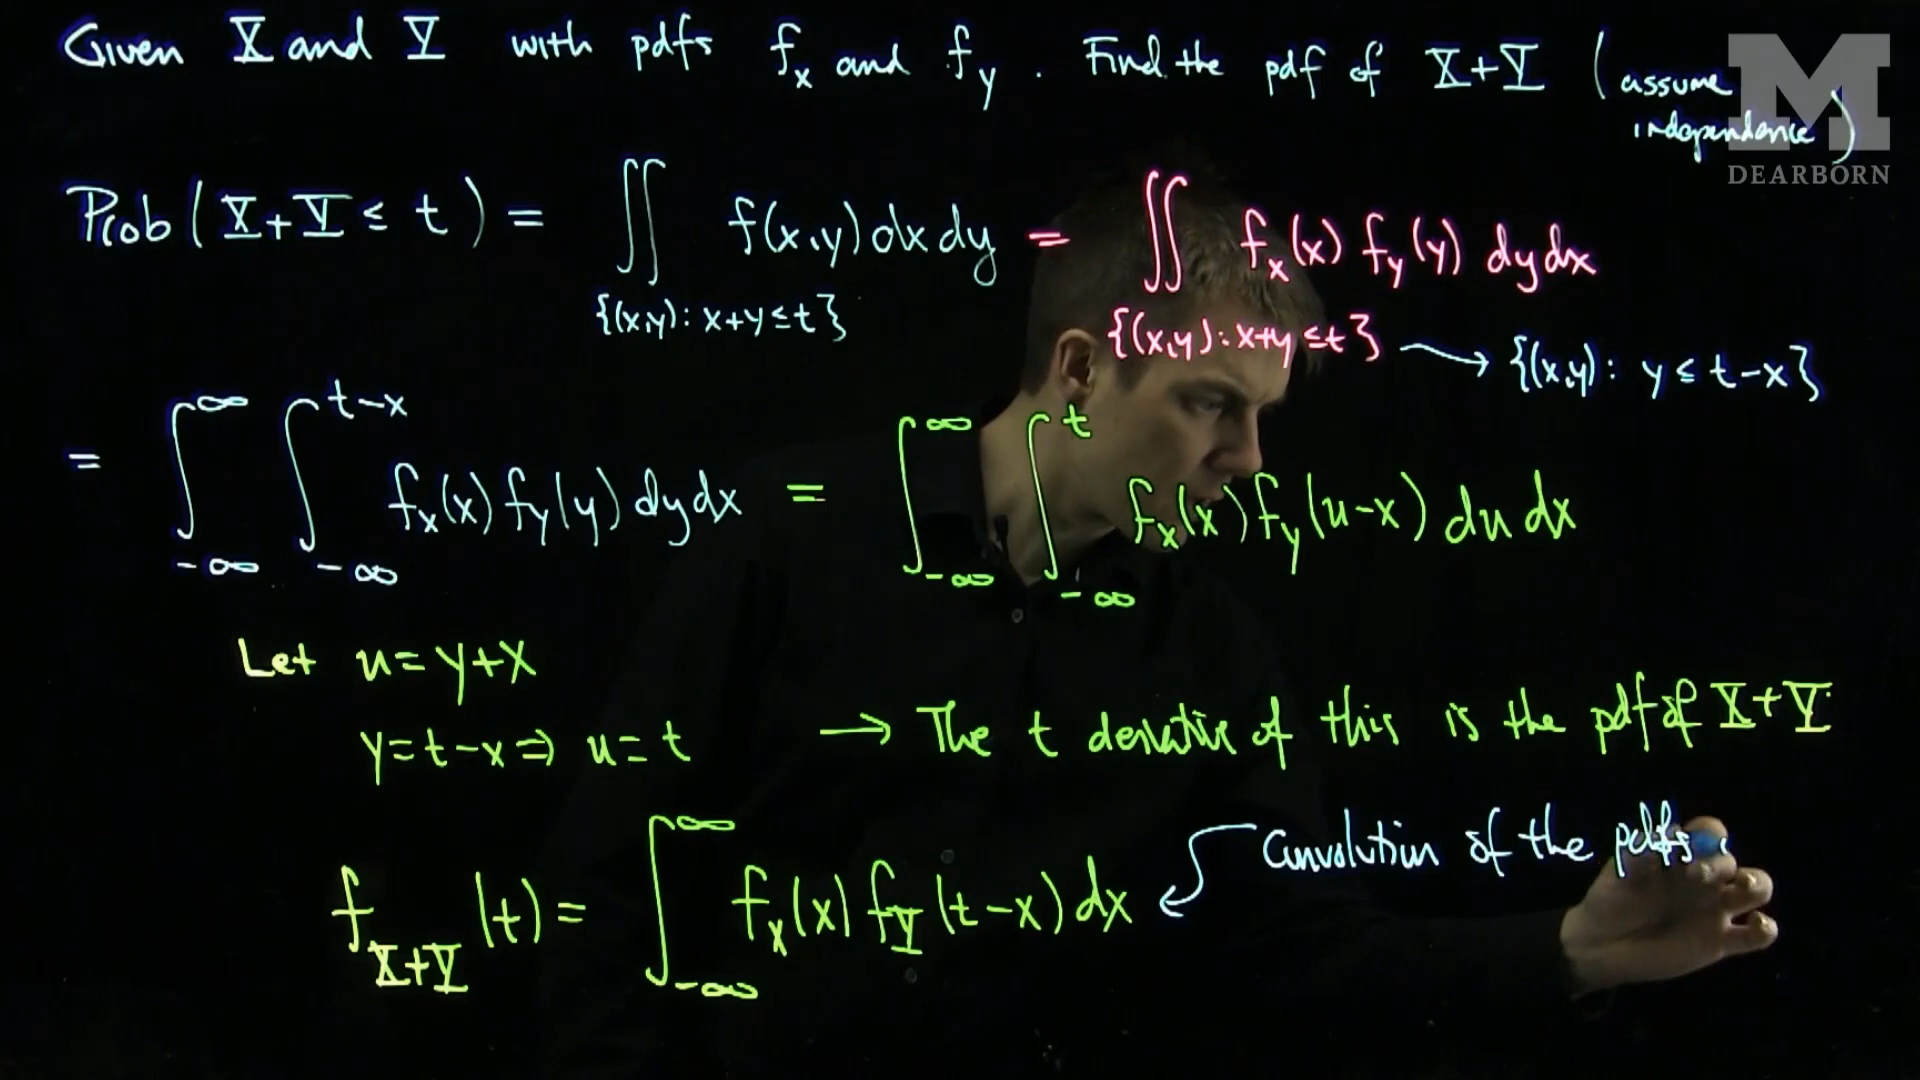 Given X and Y with pdfs f_x and f_y. Find the pdf of X+Y (assume independence)
M
DEARBORN
Prob(X+Y ≤ t) = ∬_{{(x,y): x+y ≤ t}} f(x,y) dx dy = ∬_{{(x,y): x+y ≤ t}} f_x(x) f_y(y) dy dx
→ {(x,y): y ≤ t-x}
= ∫_{-∞}^{∞} ∫_{-∞}^{t-x} f_x(x) f_y(y) dy dx = ∫_{-∞}^{∞} ∫_{-∞}^{t} f_x(x) f_y(u-x) du dx
Let u = y+x
y = t-x ⇒ u = t
→ The t derivative of this is the pdf of X+Y.
Convolution of the pdfs
f_{X+Y}(t) = ∫_{-∞}^{∞} f_x(x) f_Y(t-x) dx